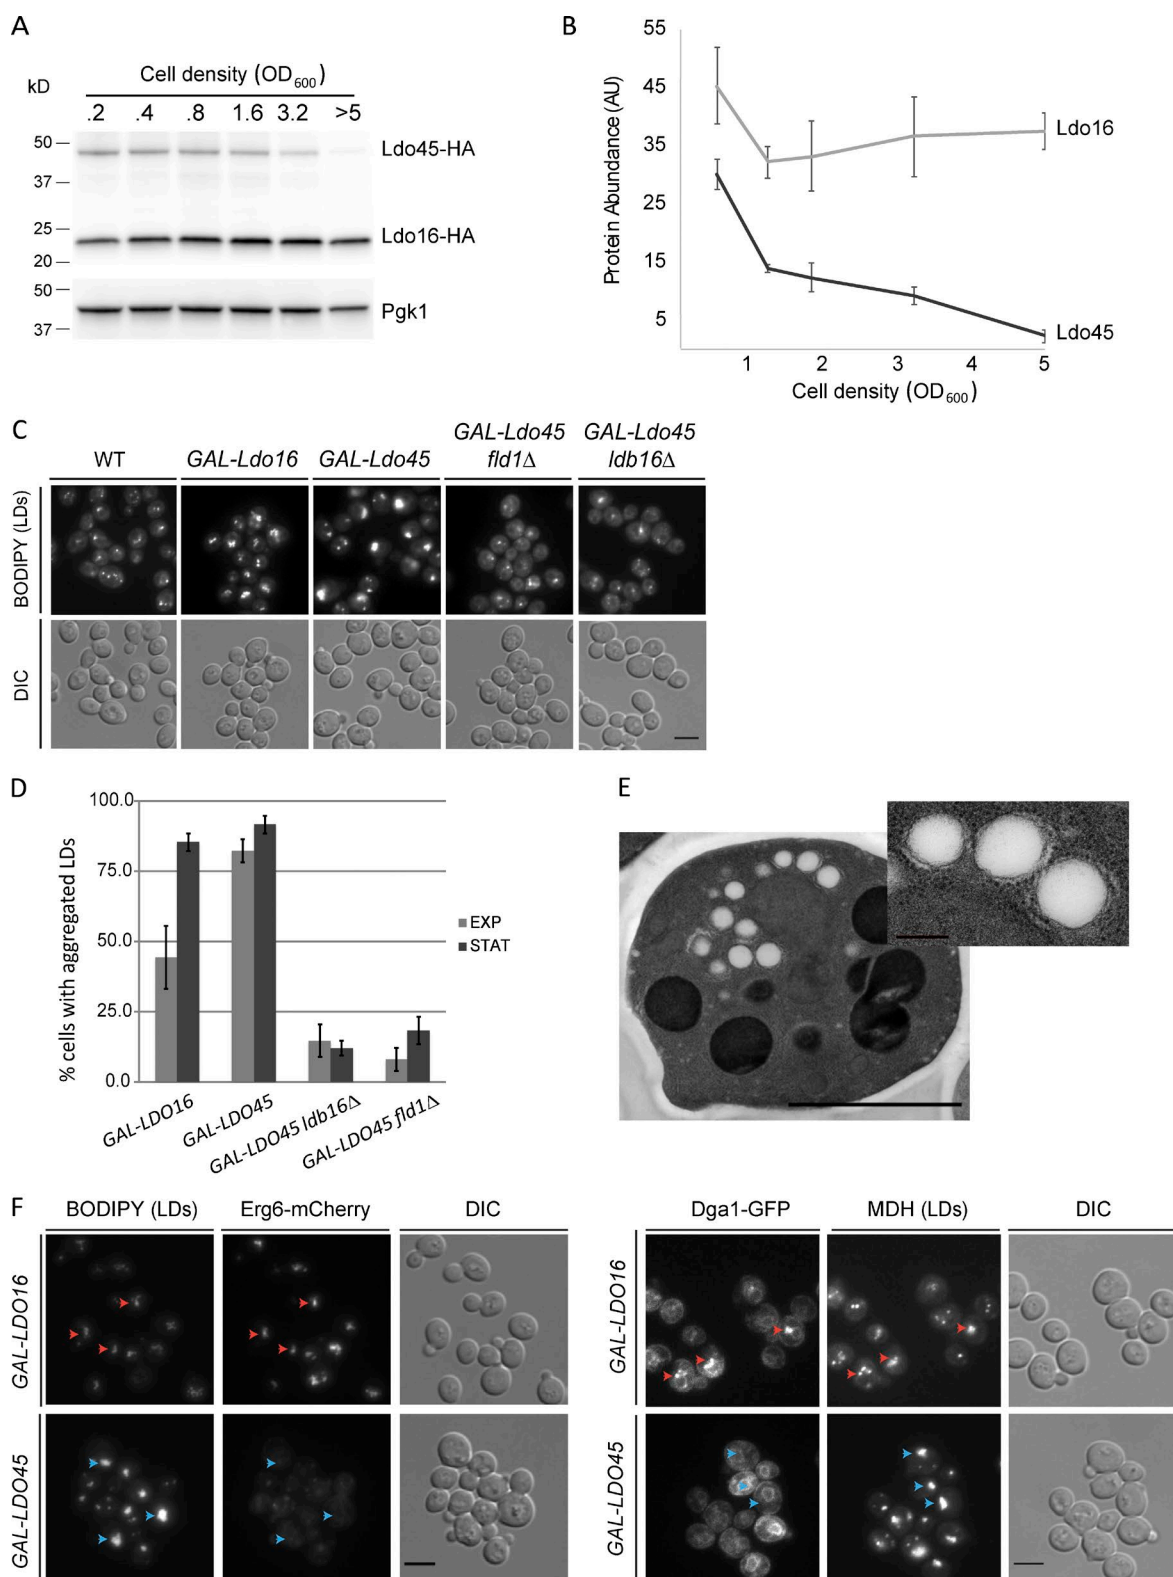 A
Cell density (OD600)
kD
.2 .4 .8 1.6 3.2 >5
50
37
25
20
50
37
Ldo45-HA
Ldo16-HA
Pgk1
B
Protein Abundance (AU)
55
45
35
25
15
5
Ldo16
Ldo45
1 2 3 4 5
Cell density (OD600)
C
WT
GAL-Ldo16
GAL-Ldo45
GAL-Ldo45
fld1Δ
GAL-Ldo45
ldb16Δ
BODIPY (LDs)
DIC
D
% cells with aggregated LDs
100.0
75.0
50.0
25.0
0.0
EXP
STAT
GAL-LDO16
GAL-LDO45
GAL-LDO45 ldb16Δ
GAL-LDO45 fld1Δ
E
F
BODIPY (LDs) Erg6-mCherry DIC
GAL-LDO16
GAL-LDO45
Dga1-GFP MDH (LDs) DIC
GAL-LDO16
GAL-LDO45